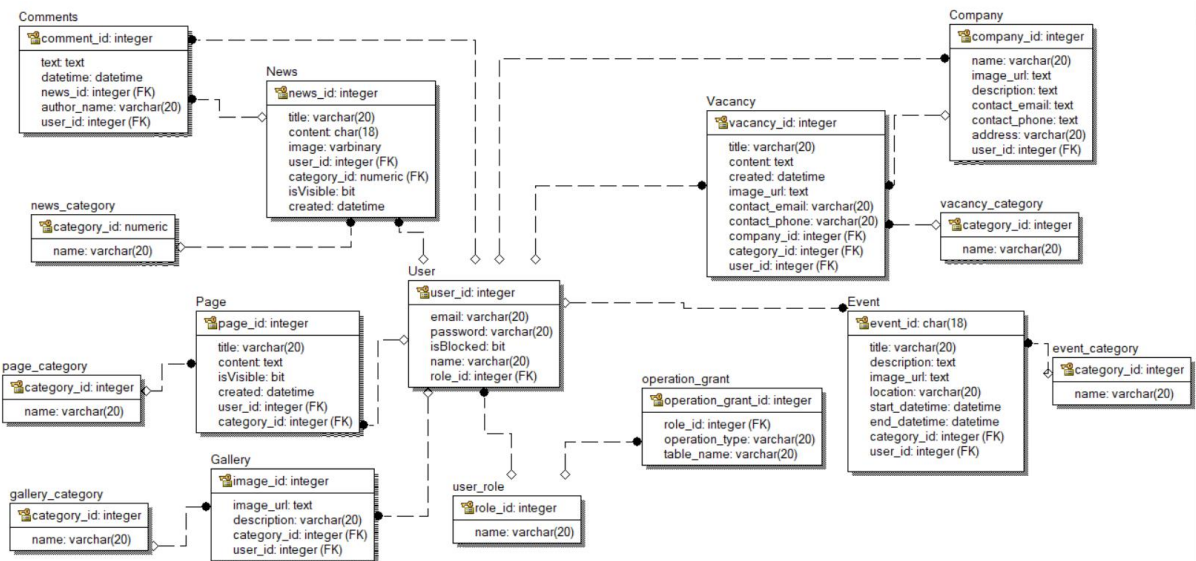 Comments
comment_id: integer
text: text
datetime: datetime
news_id: integer (FK)
author_name: varchar(20)
user_id: integer (FK)
News
news_id: integer
title: varchar(20)
content: char(18)
image: varbinary
user_id: integer (FK)
category_id: numeric (FK)
isVisible: bit
created: datetime
Company
company_id: integer
name: varchar(20)
image_url: text
description: text
contact_email: text
contact_phone: text
address: varchar(20)
user_id: integer (FK)
Vacancy
vacancy_id: integer
title: varchar(20)
content: text
created: datetime
image_url: text
contact_email: varchar(20)
contact_phone: varchar(20)
company_id: integer (FK)
category_id: integer (FK)
user_id: integer (FK)
news_category
category_id: numeric
name: varchar(20)
vacancy_category
category_id: integer
name: varchar(20)
User
user_id: integer
email: varchar(20)
password: varchar(20)
isBlocked: bit
name: varchar(20)
role_id: integer (FK)
Page
page_id: integer
title: varchar(20)
content: text
isVisible: bit
created: datetime
user_id: integer (FK)
category_id: integer (FK)
Event
event_id: char(18)
title: varchar(20)
description: text
image_url: text
location: varchar(20)
start_datetime: datetime
end_datetime: datetime
category_id: integer (FK)
user_id: integer (FK)
event_category
category_id: integer
name: varchar(20)
page_category
category_id: integer
name: varchar(20)
operation_grant
operation_grant_id: integer
role_id: integer (FK)
operation_type: varchar(20)
table_name: varchar(20)
Gallery
image_id: integer
image_url: text
description: varchar(20)
category_id: integer (FK)
user_id: integer (FK)
gallery_category
category_id: integer
name: varchar(20)
user_role
role_id: integer
name: varchar(20)